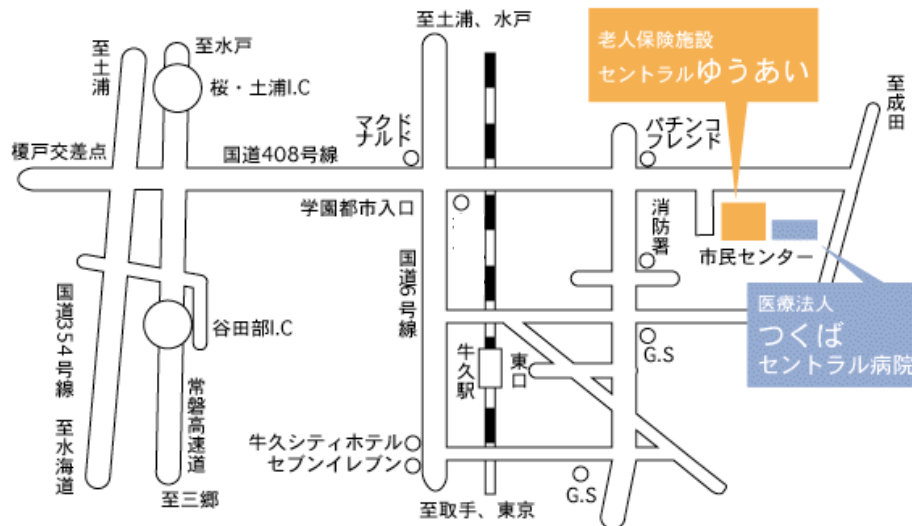 至土浦、水戸
老人保険施設
セントラルゆうあい
至土浦
至水戸
桜・土浦I.C
至成田
マクド
ナルド
パチンコ
フレンド
榎戸交差点
国道408号線
学園都市入口
消防署
市民センター
国道6号線
国道354号線
谷田部I.C
医療法人
つくば
セントラル病院
牛久駅
東口
G.S
常磐高速道
至水海道
牛久シティホテル
セブンイレブン
G.S
至三郷
至取手、東京